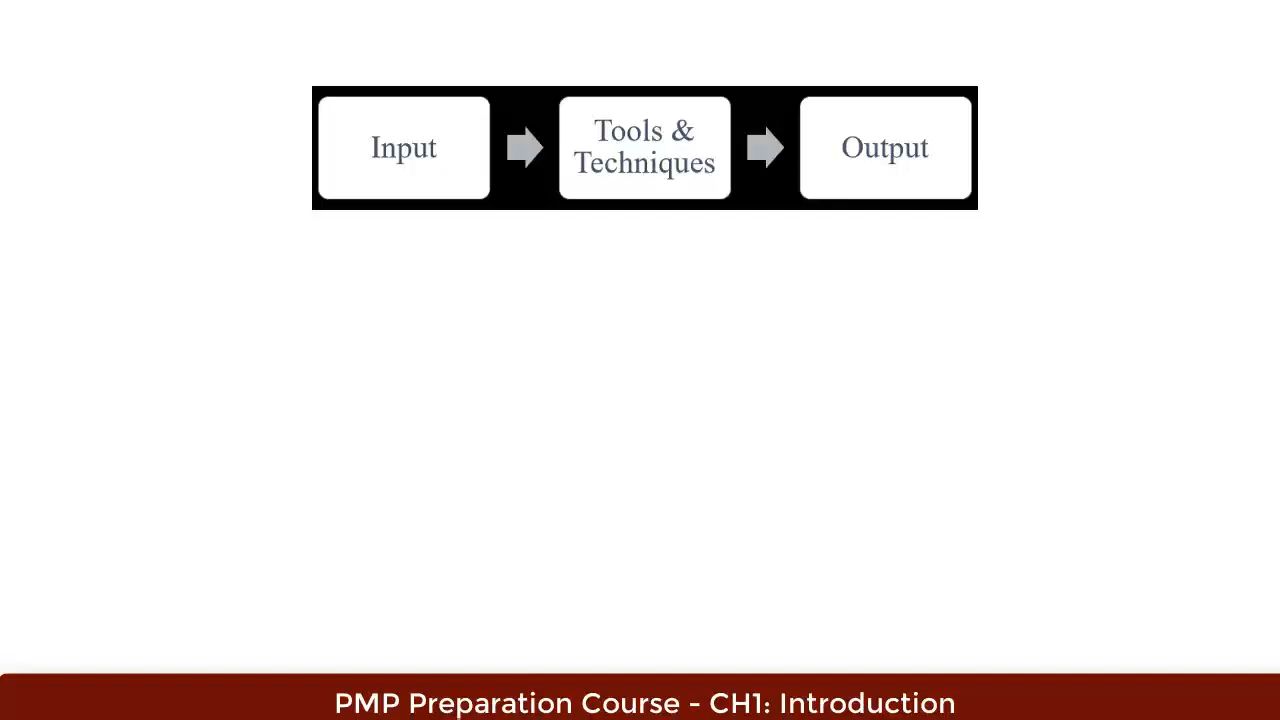 Input
Tools &
Techniques
Output
PMP Preparation Course - CH1: Introduction